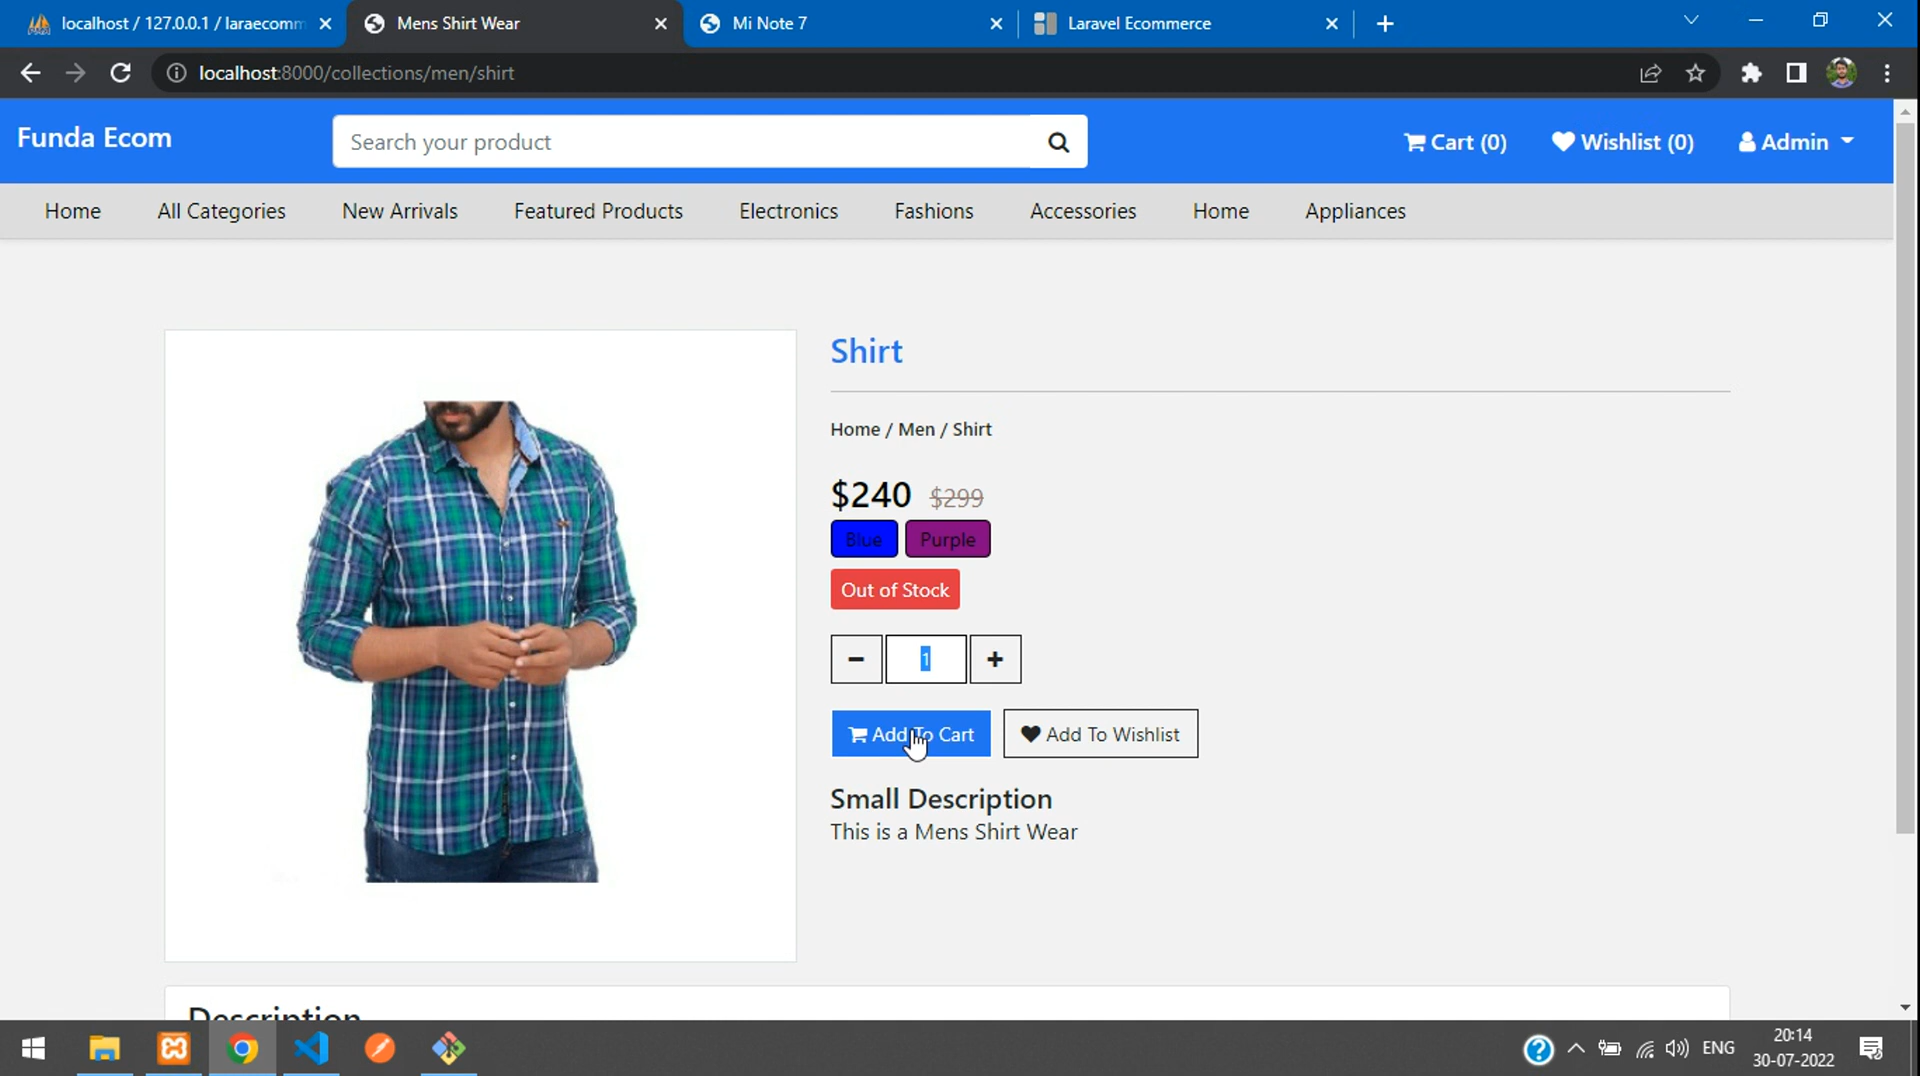 localhost / 127.0.0.1 / laraecomm
Mens Shirt Wear
Mi Note 7
Laravel Ecommerce
localhost:8000/collections/men/shirt
Funda Ecom
Search your product
Cart (0)
Wishlist (0)
Admin
Home
All Categories
New Arrivals
Featured Products
Electronics
Fashions
Accessories
Home
Appliances
Shirt
Home / Men / Shirt
$240 $299
Blue Purple
Out of Stock
1
Add To Cart
Add To Wishlist
Small Description
This is a Mens Shirt Wear
Description
ENG
20:14
30-07-2022